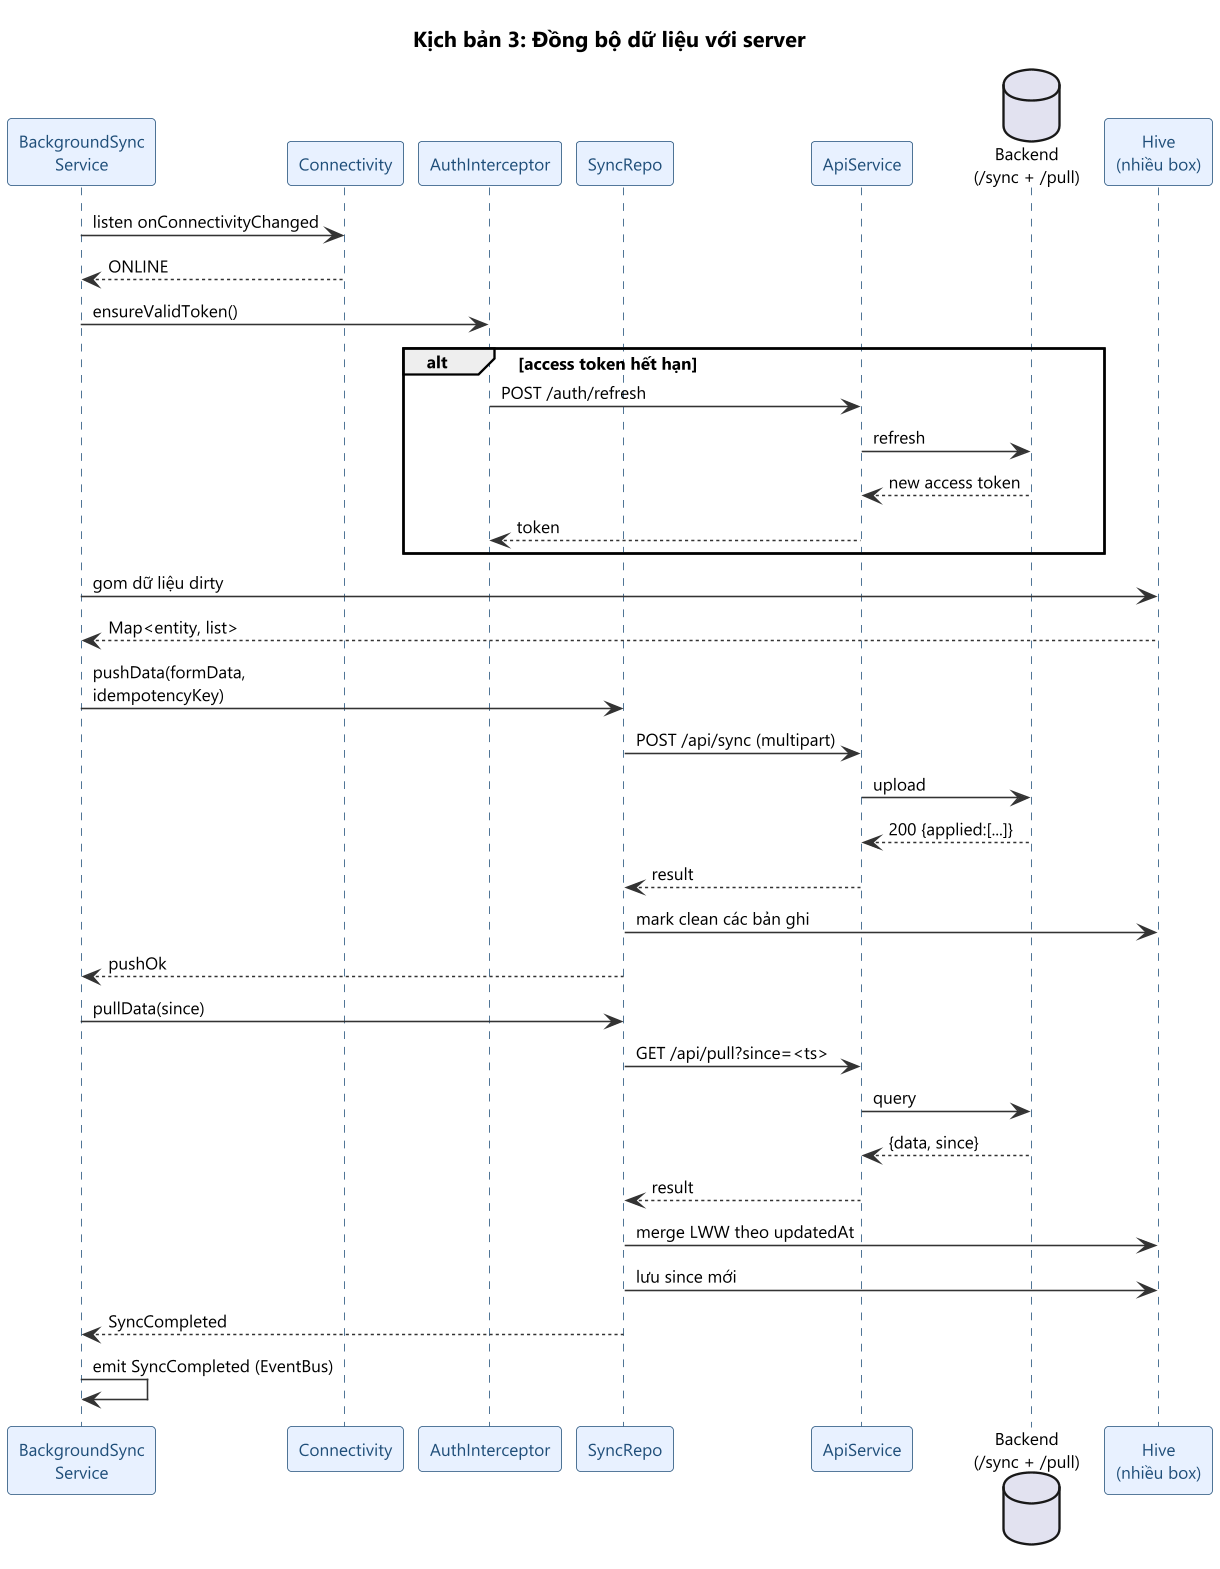 Kịch bản 3: Đồng bộ dữ liệu với server
BackgroundSync
Service
Connectivity
AuthInterceptor
SyncRepo
ApiService
Backend
(/sync + /pull)
Hive
(nhiều box)
listen onConnectivityChanged
ONLINE
ensureValidToken()
alt
[access token hết hạn]
POST /auth/refresh
refresh
new access token
token
gom dữ liệu dirty
Map<entity, list>
pushData(formData,
idempotencyKey)
POST /api/sync (multipart)
upload
200 {applied:[...]}
result
mark clean các bản ghi
pushOk
pullData(since)
GET /api/pull?since=<ts>
query
{data, since}
result
merge LWW theo updatedAt
lưu since mới
SyncCompleted
emit SyncCompleted (EventBus)
BackgroundSync
Service
Connectivity
AuthInterceptor
SyncRepo
ApiService
Backend
(/sync + /pull)
Hive
(nhiều box)